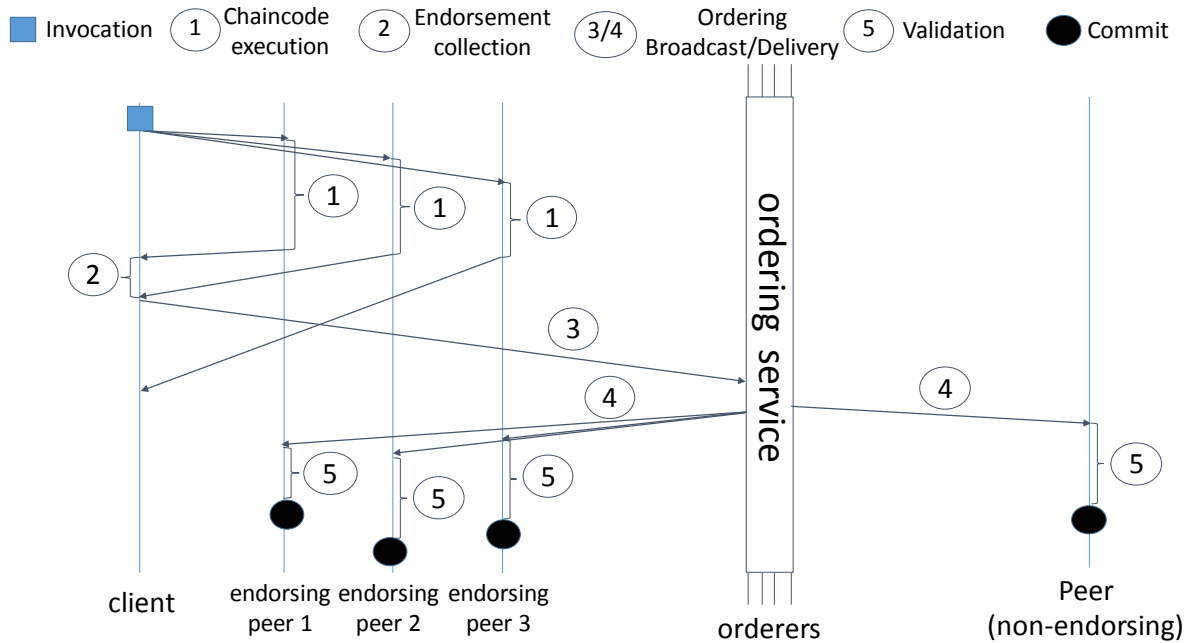 Invocation
1
Chaincode
execution
2
Endorsement
collection
3/4
Ordering
Broadcast/Delivery
5
Validation
Commit
1
1
1
2
3
4
4
5
5
5
5
ordering service
client
endorsing
peer 1
endorsing
peer 2
endorsing
peer 3
orderers
Peer
(non-endorsing)